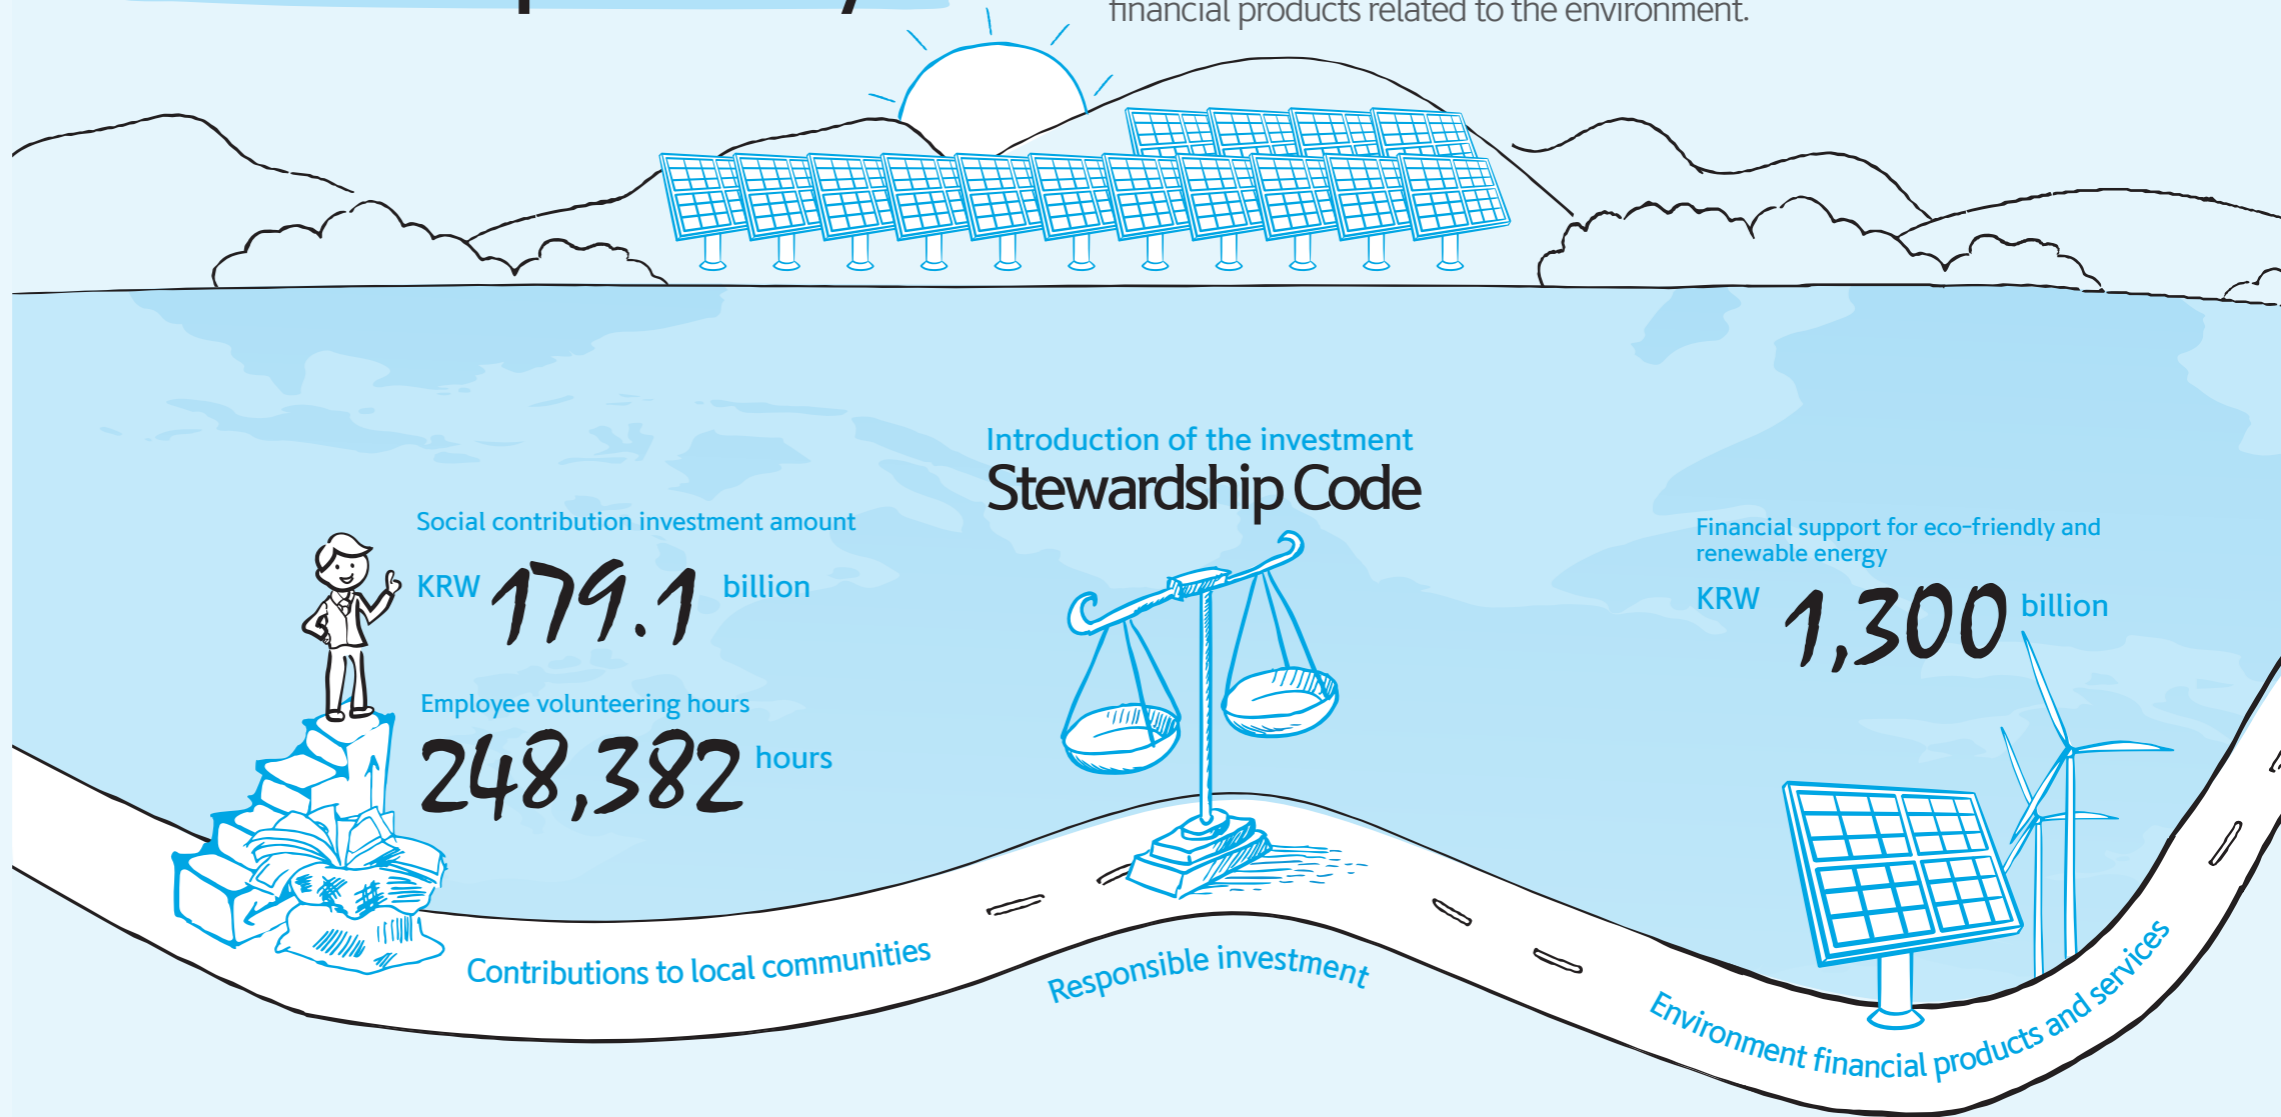 financial products related to the environment.
Introduction of the investment
Stewardship Code
Social contribution investment amount
KRW 179.1 billion
Employee volunteering hours
248,382 hours
Financial support for eco-friendly and
renewable energy
KRW 1,300 billion
Contributions to local communities
Responsible investment
Environment financial products and services